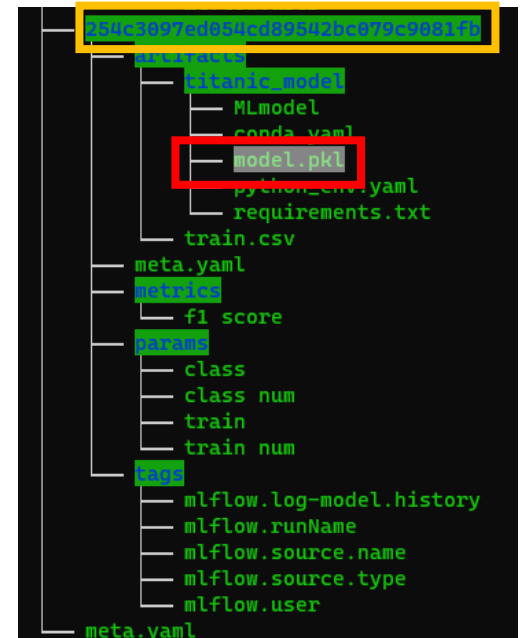 254c3097ed054cd89542bc079c9081fb
artifacts
titanic_model
MLmodel
conda.yaml
model.pkl
python_env.yaml
requirements.txt
train.csv
meta.yaml
metrics
f1 score
params
class
class num
train
train num
tags
mlflow.log-model.history
mlflow.runName
mlflow.source.name
mlflow.source.type
mlflow.user
meta.yaml